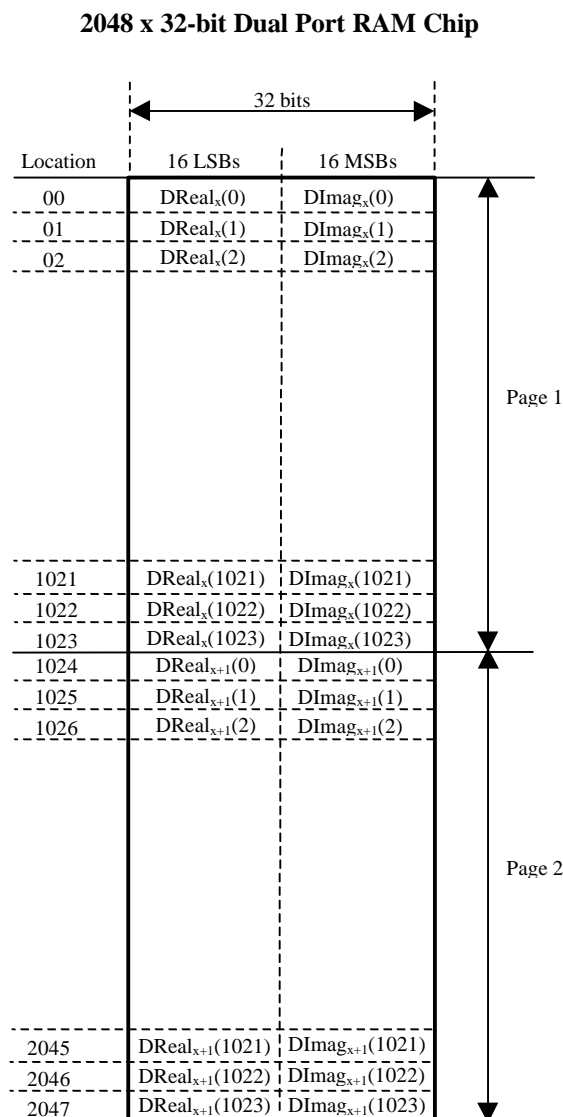 2048 x 32-bit Dual Port RAM Chip
32 bits
Location 16 LSBs 16 MSBs
00 DRealₓ(0) DImagₓ(0)
01 DRealₓ(1) DImagₓ(1)
02 DRealₓ(2) DImagₓ(2)
Page 1
1021 DRealₓ(1021) DImagₓ(1021)
1022 DRealₓ(1022) DImagₓ(1022)
1023 DRealₓ(1023) DImagₓ(1023)
1024 DRealₓ₊₁(0) DImagₓ₊₁(0)
1025 DRealₓ₊₁(1) DImagₓ₊₁(1)
1026 DRealₓ₊₁(2) DImagₓ₊₁(2)
Page 2
2045 DRealₓ₊₁(1021) DImagₓ₊₁(1021)
2046 DRealₓ₊₁(1022) DImagₓ₊₁(1022)
2047 DRealₓ₊₁(1023) DImagₓ₊₁(1023)